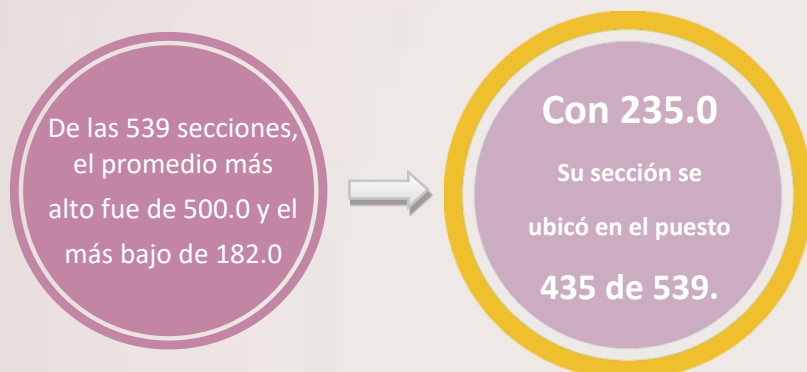 De las 539 secciones,
el promedio más
alto fue de 500.0 y el
más bajo de 182.0
Con 235.0
Su sección se
ubicó en el puesto
435 de 539.